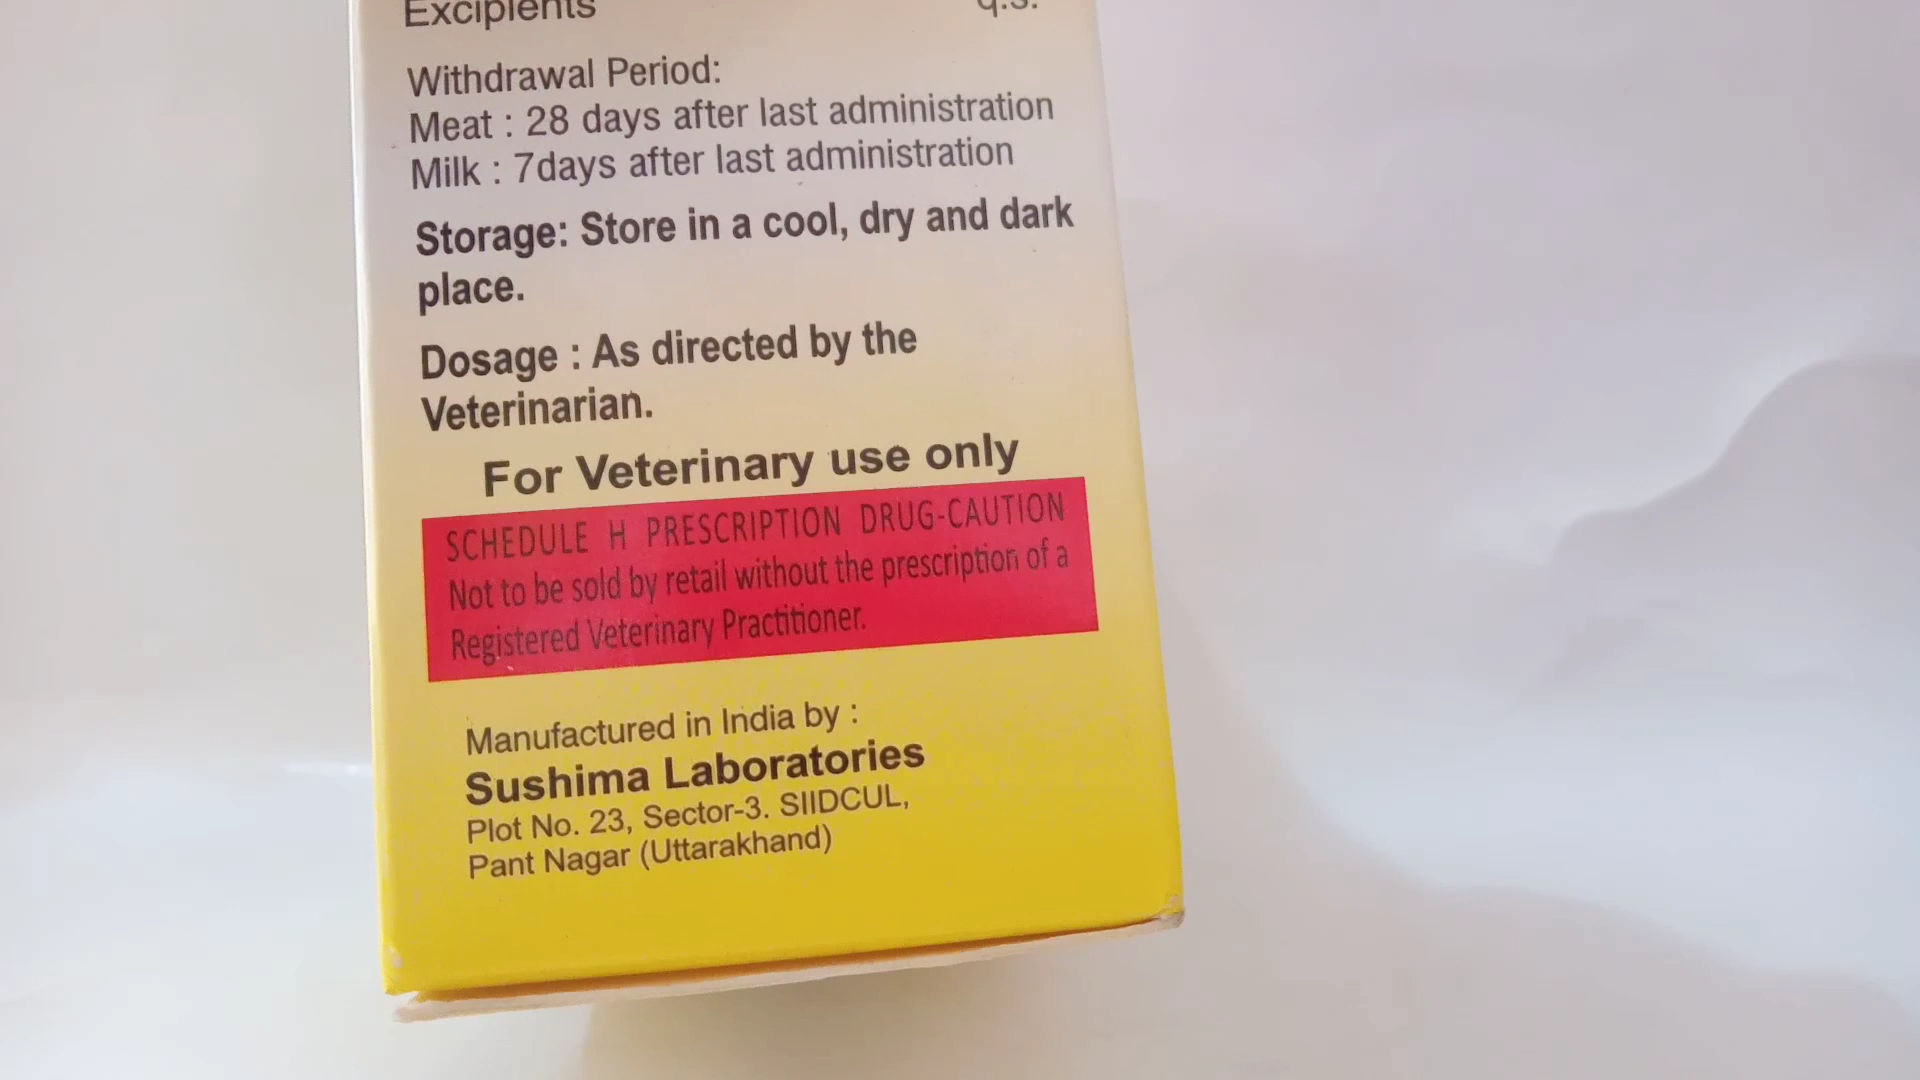 Excipients q.s.
Withdrawal Period:
Meat : 28 days after last administration
Milk : 7days after last administration
Storage: Store in a cool, dry and dark
place.
Dosage : As directed by the
Veterinarian.
For Veterinary use only
SCHEDULE H PRESCRIPTION DRUG-CAUTION
Not to be sold by retail without the prescription of a
Registered Veterinary Practitioner.
Manufactured in India by :
Sushima Laboratories
Plot No. 23, Sector-3. SIIDCUL,
Pant Nagar (Uttarakhand)